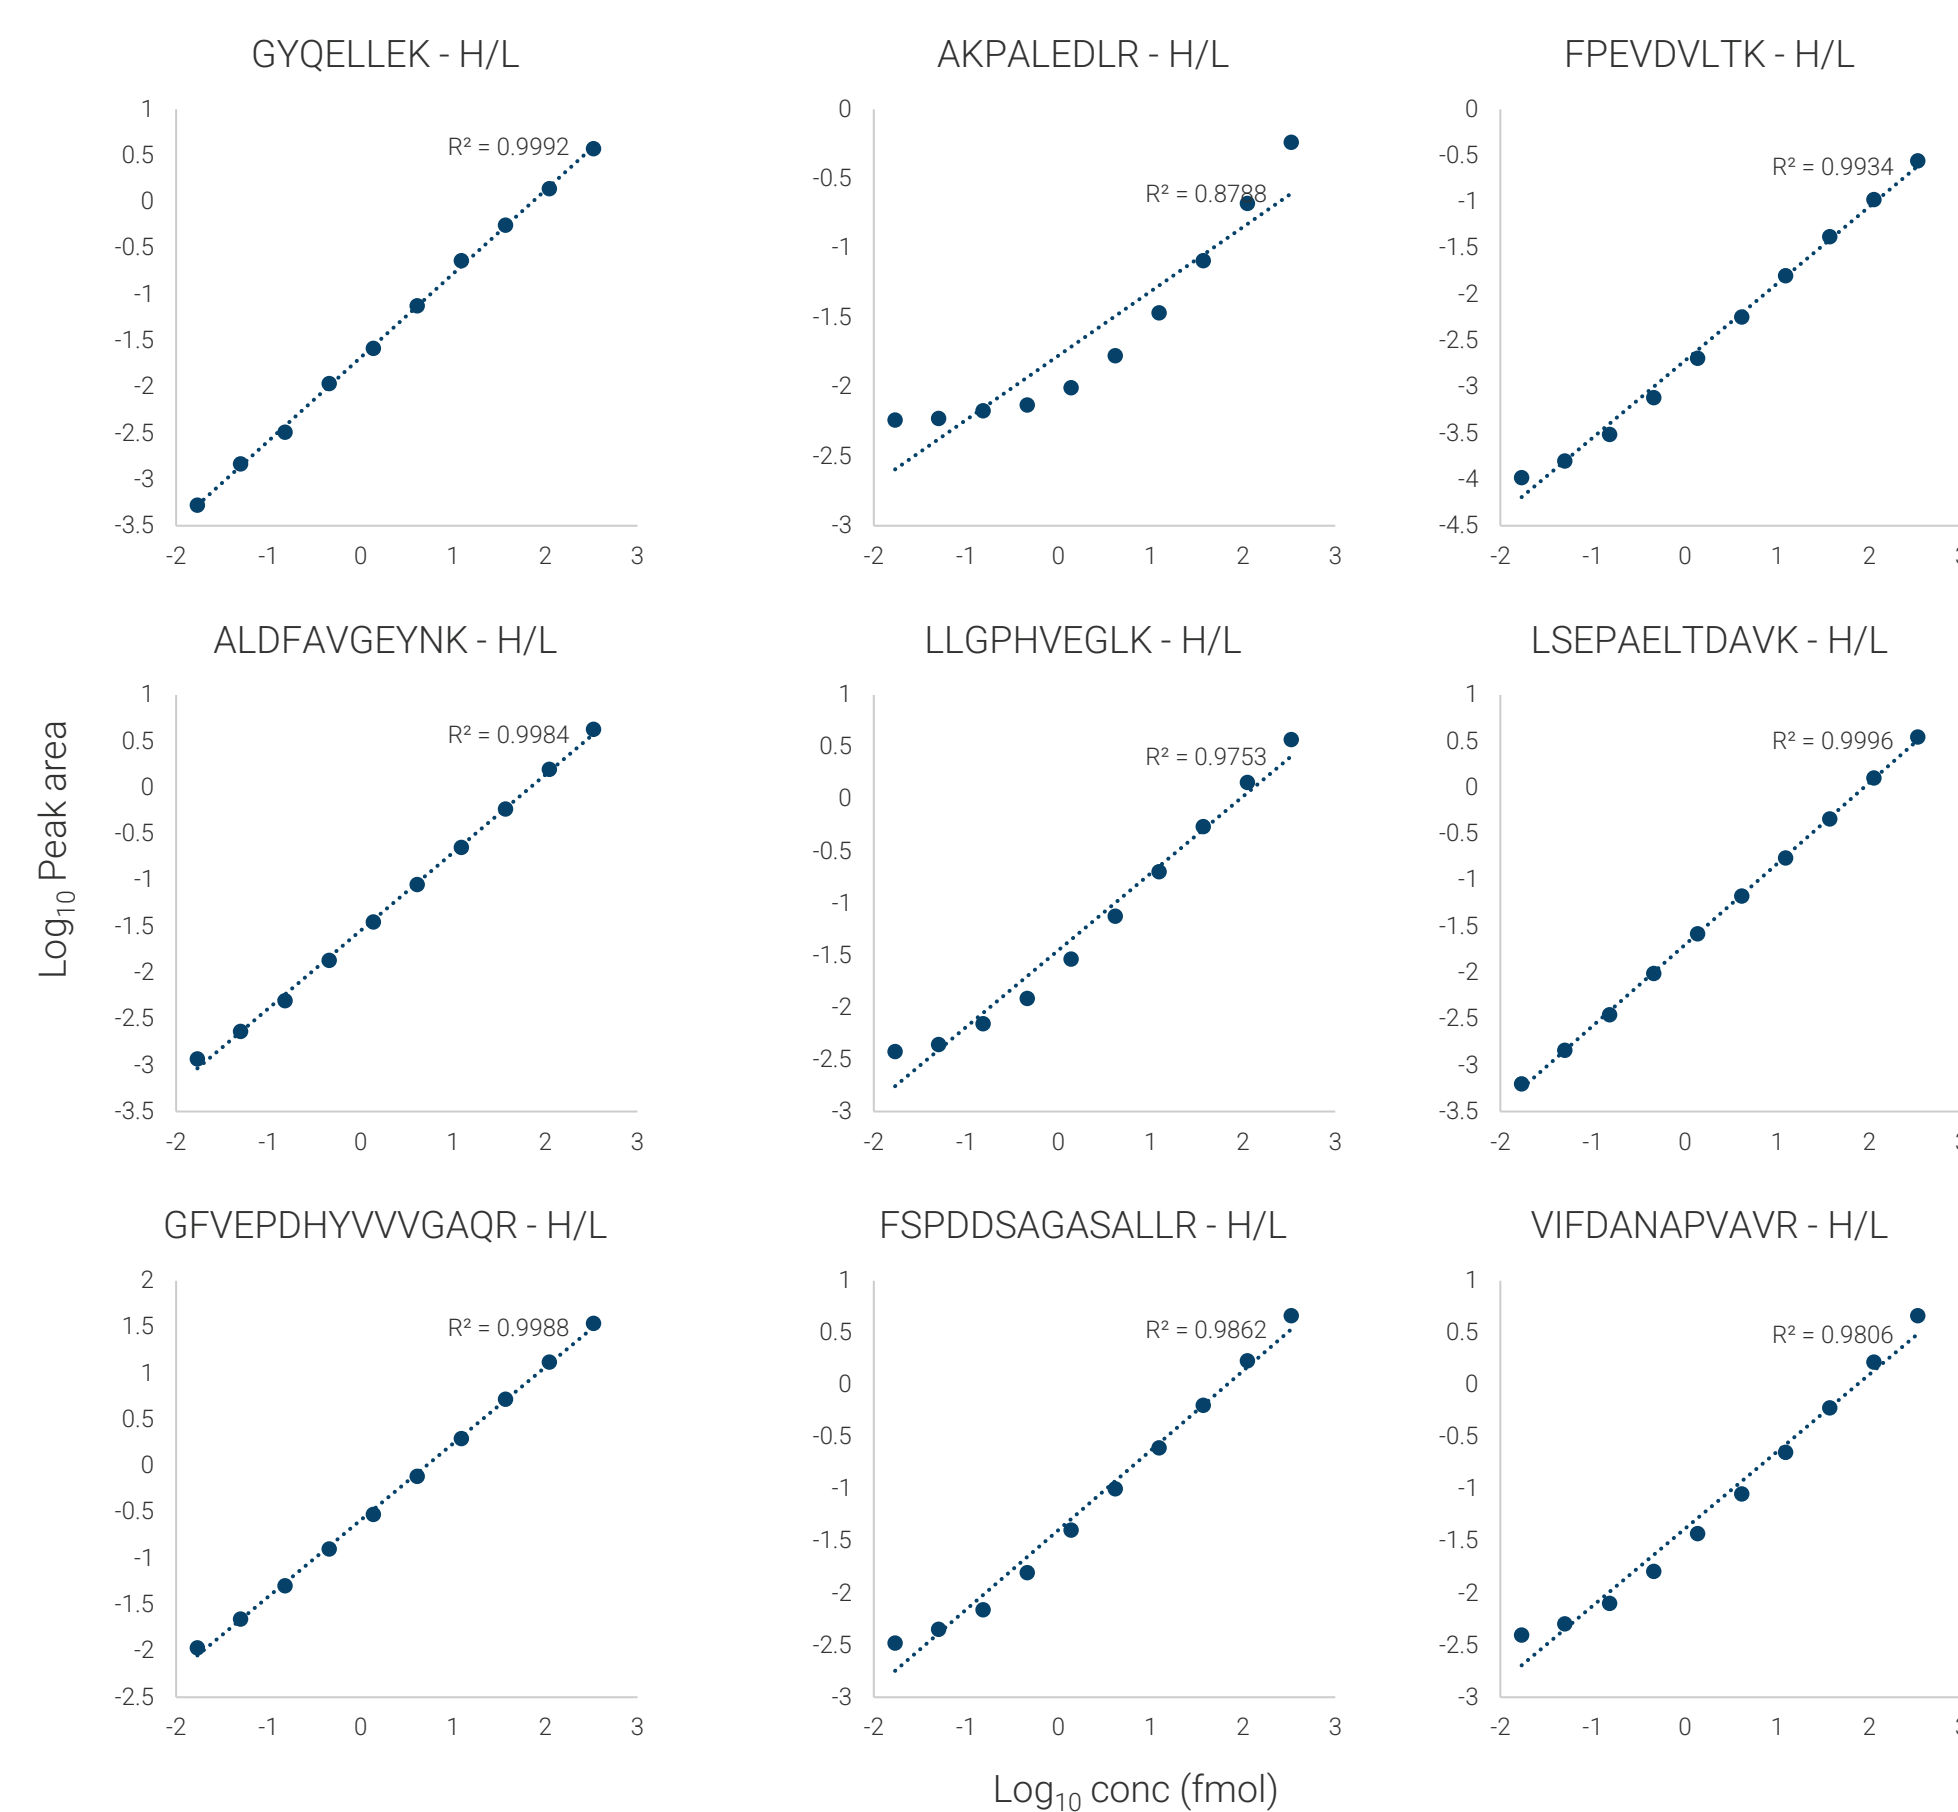 GYQELLEK - H/L
1
0.5
0
-0.5
-1
-1.5
-2
-2.5
-3
-3.5
R² = 0.9992
-2 -1 0 1 2 3
AKPALEDLR - H/L
0
-0.5
-1
-1.5
-2
-2.5
-3
R² = 0.8788
-2 -1 0 1 2 3
FPEVDVLTK - H/L
0
-0.5
-1
-1.5
-2
-2.5
-3
-3.5
-4
-4.5
R² = 0.9934
-2 -1 0 1 2
Log₁₀ Peak area
ALDFAVGEYNK - H/L
1
0.5
0
-0.5
-1
-1.5
-2
-2.5
-3
-3.5
R² = 0.9984
-2 -1 0 1 2 3
LLGPHVEGLK - H/L
1
0.5
0
-0.5
-1
-1.5
-2
-2.5
-3
R² = 0.9753
-2 -1 0 1 2 3
LSEPAELTDAVK - H/L
1
0.5
0
-0.5
-1
-1.5
-2
-2.5
-3
-3.5
R² = 0.9996
-2 -1 0 1 2
GFVEPDHYVVVGAQR - H/L
2
1.5
1
0.5
0
-0.5
-1
-1.5
-2
-2.5
R² = 0.9988
-2 -1 0 1 2 3
FSPDDSAGASALLR - H/L
1
0.5
0
-0.5
-1
-1.5
-2
-2.5
-3
R² = 0.9862
-2 -1 0 1 2 3
VIFDANAPVAVR - H/L
1
0.5
0
-0.5
-1
-1.5
-2
-2.5
-3
R² = 0.9806
-2 -1 0 1 2
Log₁₀ conc (fmol)